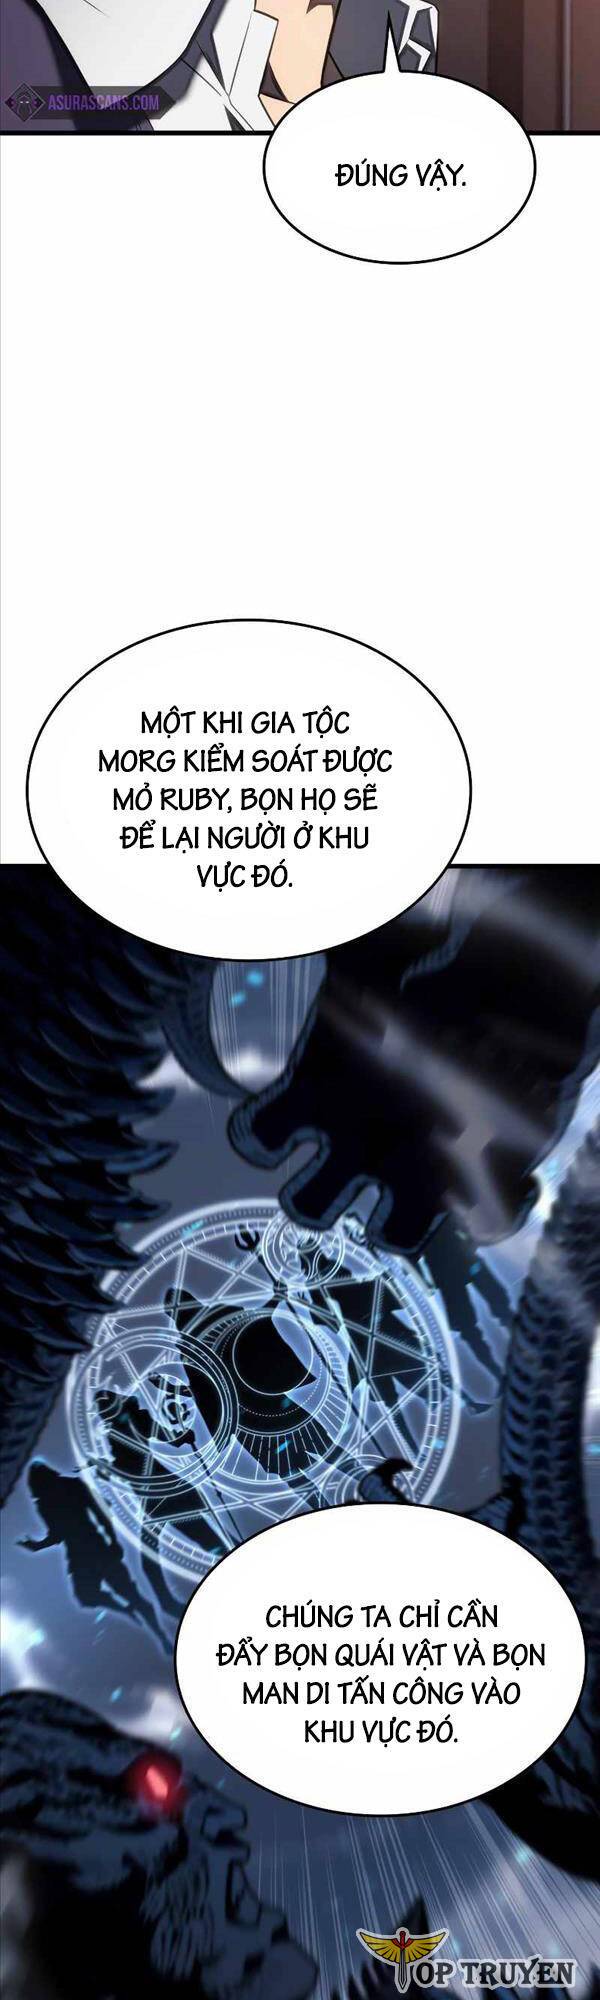 ASURASCANS.COM
ĐÚNG VẬY.
MỘT KHI GIA TỘC
MORG KIỂM SOÁT ĐƯỢC
MỎ RUBY, BỌN HỌ SẼ
ĐỂ LẠI NGƯỜI Ở KHU
VỰC ĐÓ.
CHÚNG TA CHỈ CẦN
ĐẨY BỌN QUÁI VẬT VÀ BỌN
MAN DI TẤN CÔNG VÀO
KHU VỰC ĐÓ.
TOP TRUYEN